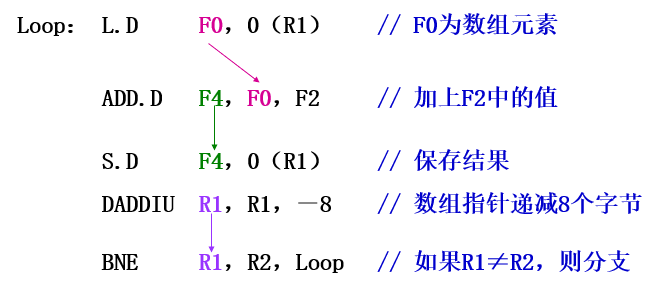 Loop： L.D F0，0（R1） // F0为数组元素
ADD.D F4，F0，F2 // 加上F2中的值
S.D F4，0（R1） // 保存结果
DADDIU R1，R1，－8 // 数组指针递减8个字节
BNE R1，R2，Loop // 如果R1≠R2，则分支